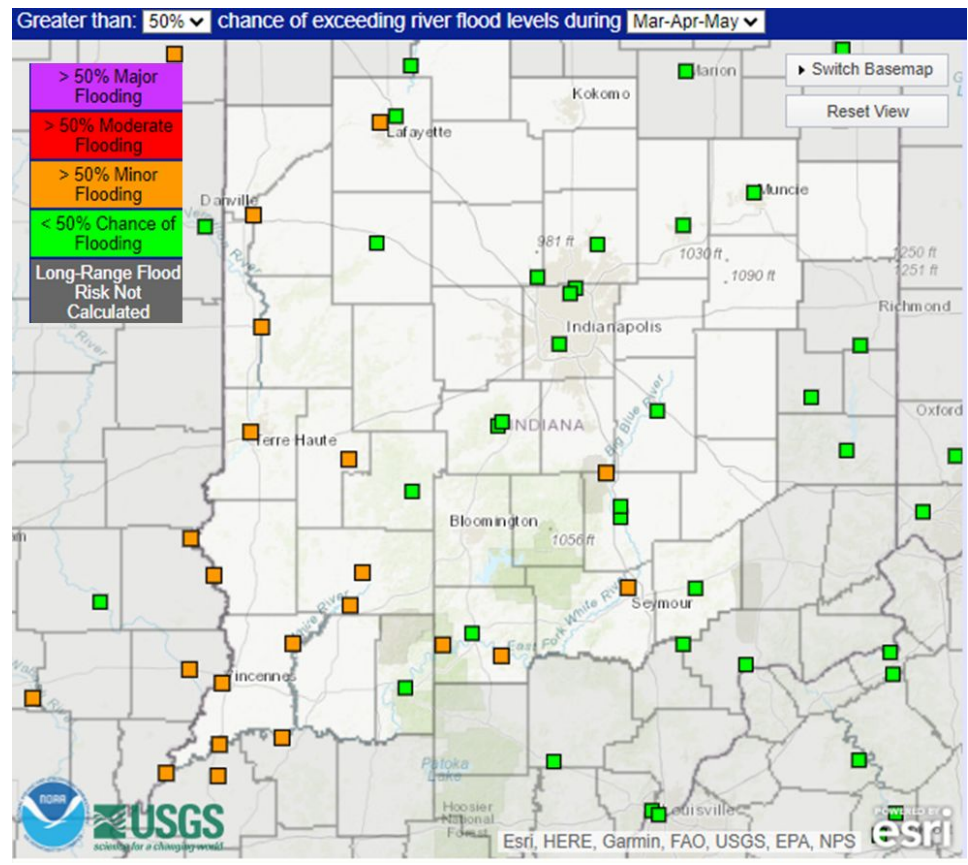 Greater than: 50% chance of exceeding river flood levels during Mar-Apr-May
> 50% Major
Flooding
> 50% Moderate
Flooding
> 50% Minor
Flooding
< 50% Chance of
Flooding
Long-Range Flood
Risk Not
Calculated
Switch Basemap
Reset View
Marion
Kokomo
Lafayette
Danville
Muncie
981 ft
1030 ft
1090 ft
1250 ft
1251 ft
Richmond
Indianapolis
Big Blue River
INDIANA
Oxford
Terre Haute
Bloomington
1056 ft
Seymour
East Fork White River
Patoka
Lake
Hoosier
National
Forest
Louisville
NOAA
USGS
science for a changing world
POWERED BY
esri
Esri, HERE, Garmin, FAO, USGS, EPA, NPS